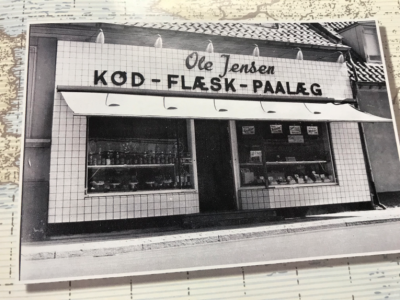 Ole Jensen
KØD - FLÆSK - PAALÆG